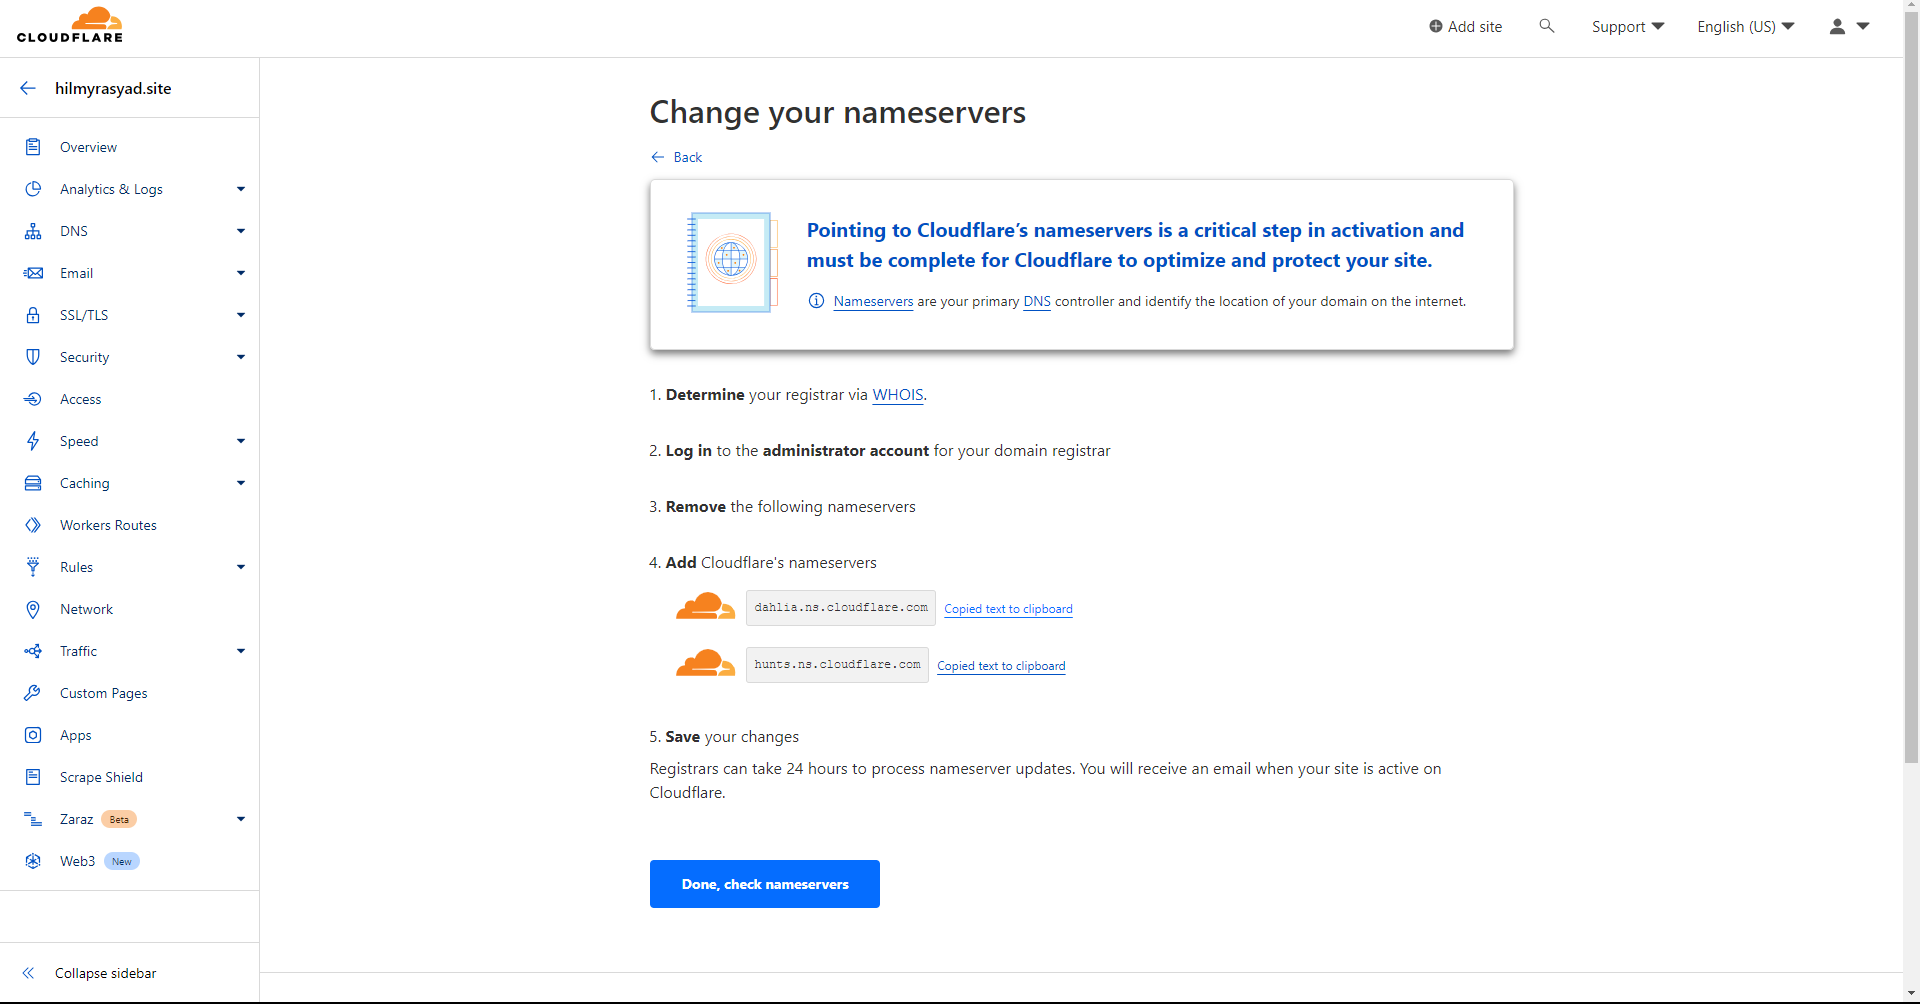 CLOUDFLARE
Add site
Support
English (US)
hilmyrasyad.site
Overview
Analytics & Logs
DNS
Email
SSL/TLS
Security
Access
Speed
Caching
Workers Routes
Rules
Network
Traffic
Custom Pages
Apps
Scrape Shield
Zaraz Beta
Web3 New
Collapse sidebar
Change your nameservers
Back
Pointing to Cloudflare’s nameservers is a critical step in activation and
must be complete for Cloudflare to optimize and protect your site.
Nameservers are your primary DNS controller and identify the location of your domain on the internet.
1. Determine your registrar via WHOIS.
2. Log in to the administrator account for your domain registrar
3. Remove the following nameservers
4. Add Cloudflare's nameservers
dahlia.ns.cloudflare.com Copied text to clipboard
hunts.ns.cloudflare.com Copied text to clipboard
5. Save your changes
Registrars can take 24 hours to process nameserver updates. You will receive an email when your site is active on
Cloudflare.
Done, check nameservers